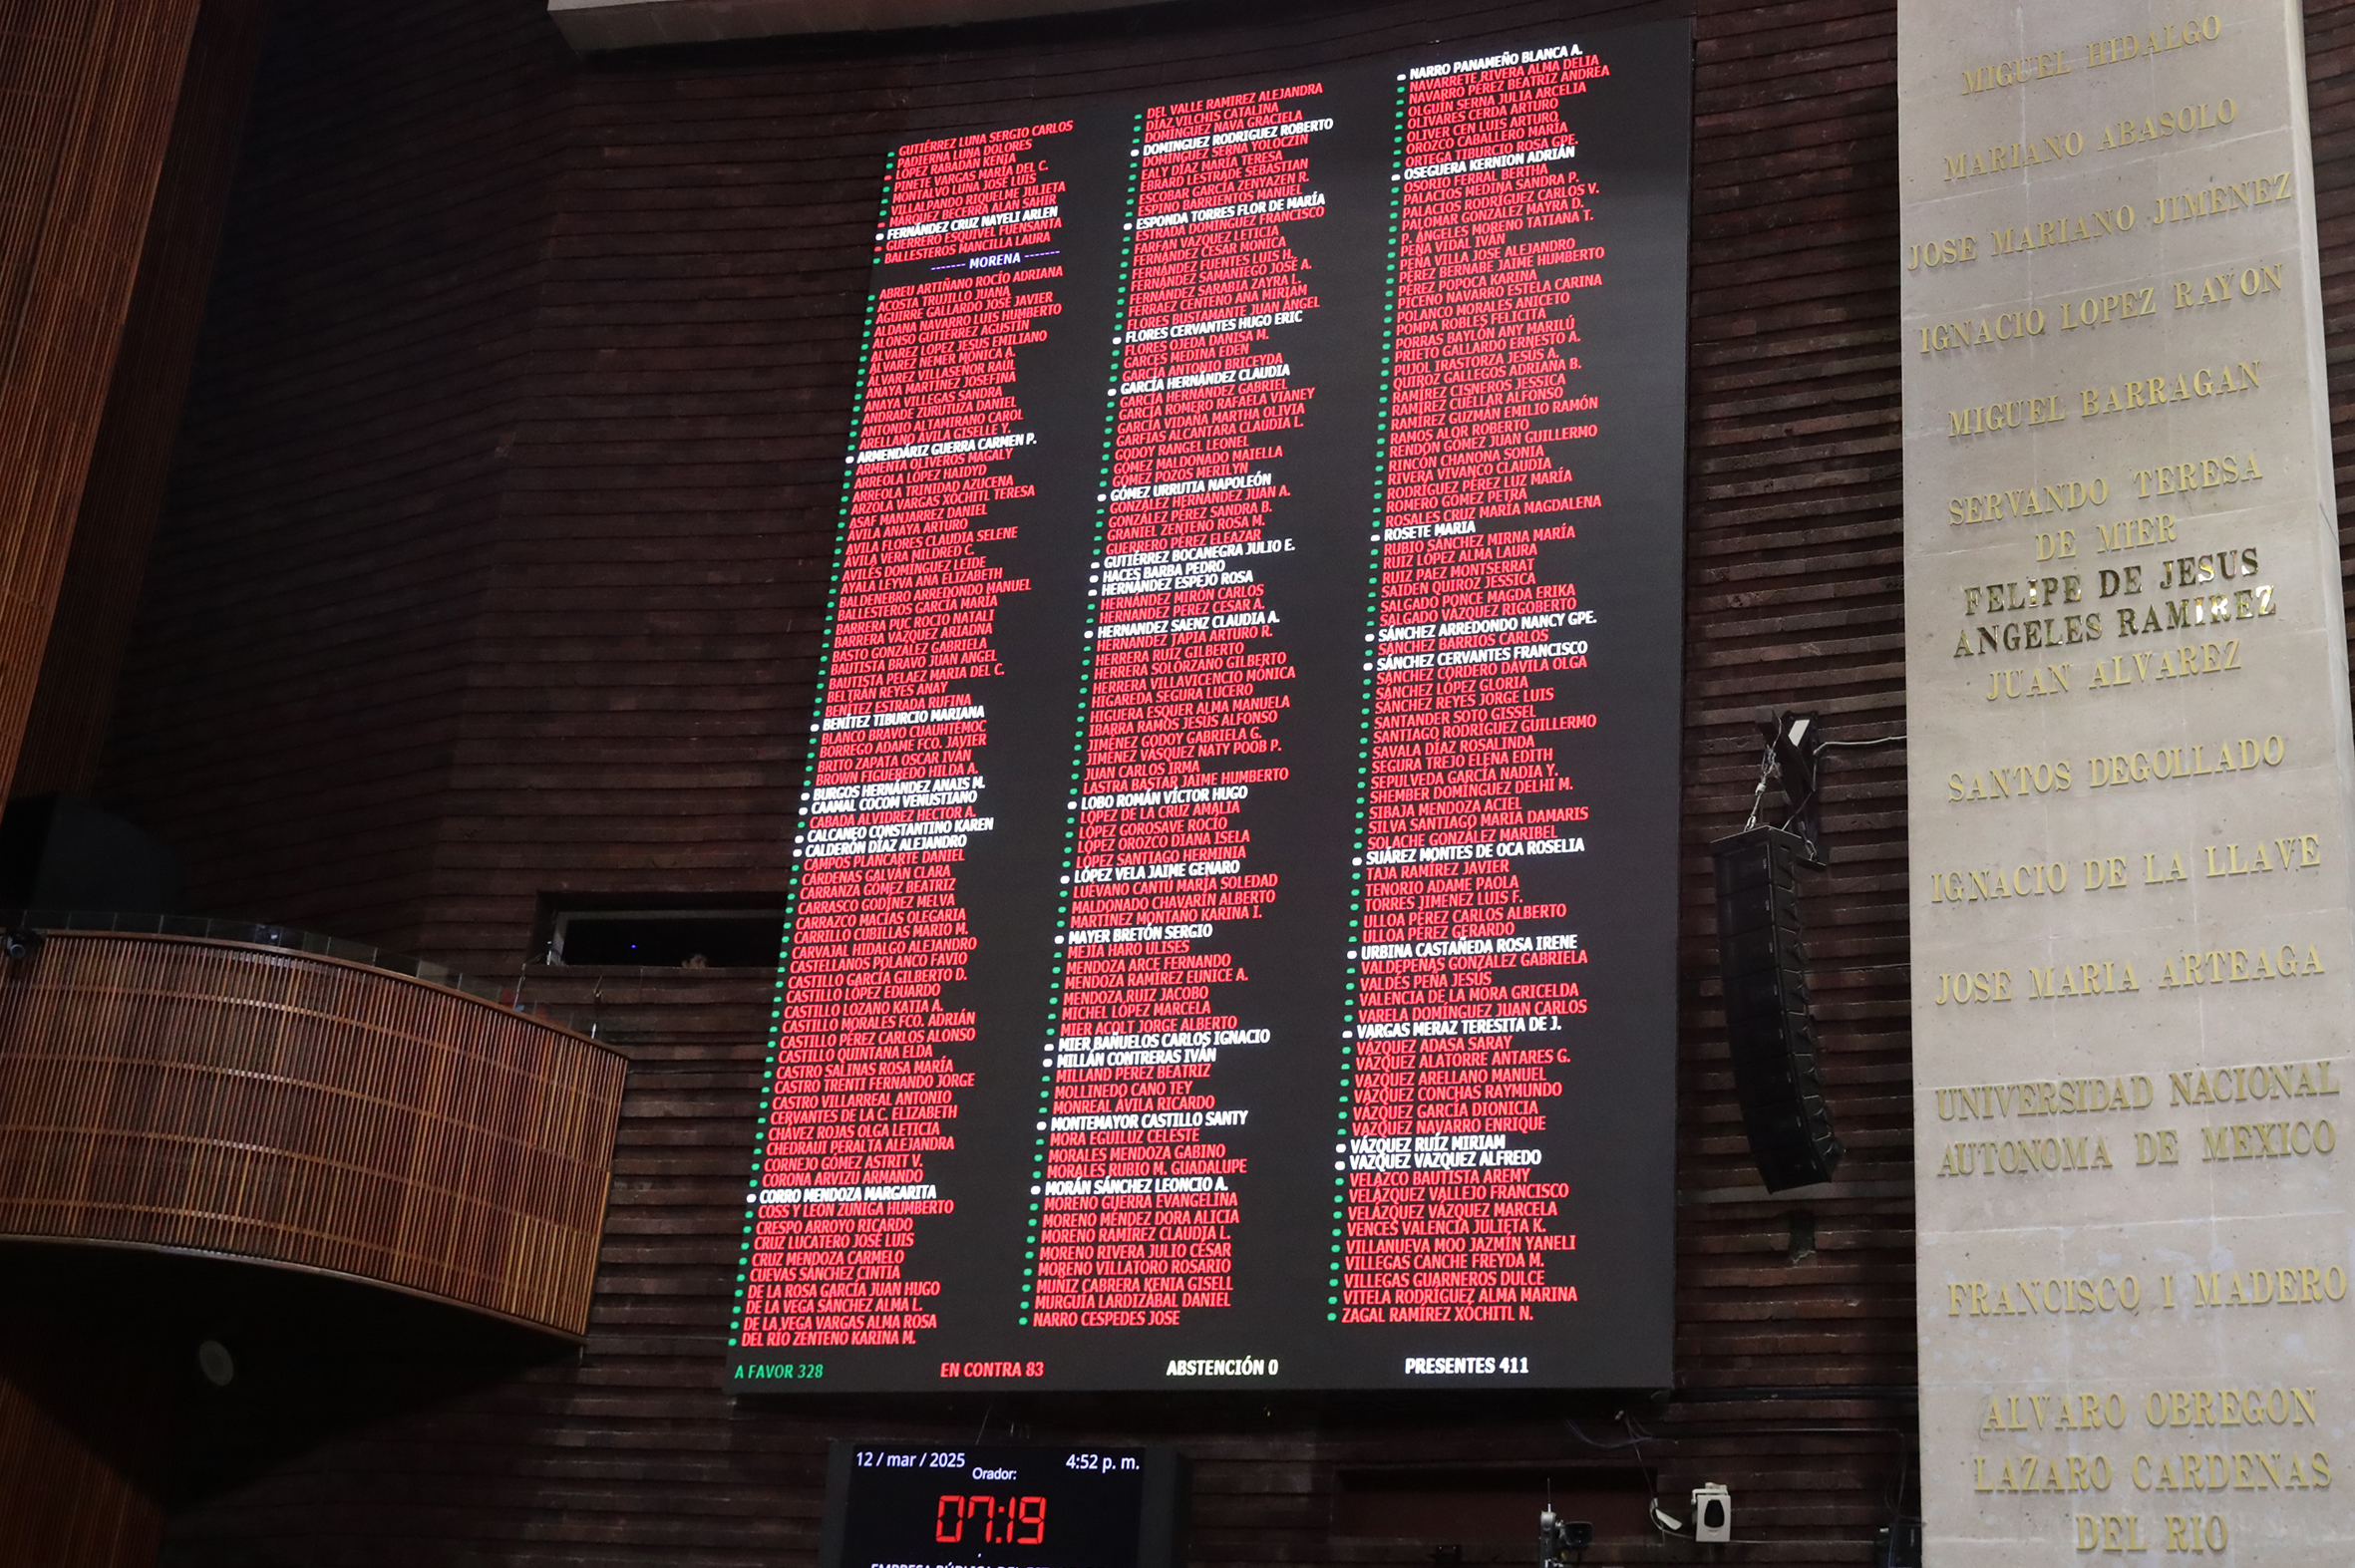 GUTIÉRREZ LUNA SERGIO CARLOS
PADIERNA LUNA DOLORES
LÓPEZ RABADÁN KENIA
PINETE VARGAS MARÍA DEL C.
MONTALVO LUNA JOSÉ LUIS
VILLALPANDO RIQUELME JULIETA
MÁRQUEZ BECERRA ALAN SAHIR
FERNÁNDEZ CRUZ NAYELI ARLEN
GUERRERO ESQUIVEL FUENSANTA
BALLESTEROS MANCILLA LAURA
------- MORENA -------
ABREU ARTIÑANO ROCÍO ADRIANA
ACOSTA TRUJILLO JUANA
AGUIRRE GALLARDO JOSÉ JAVIER
ALDANA NAVARRO LUIS HUMBERTO
ALONSO GUTIÉRREZ AGUSTÍN
ÁLVAREZ LÓPEZ JESÚS EMILIANO
ÁLVAREZ NEMER MÓNICA A.
ÁLVAREZ VILLASEÑOR RAÚL
ANAYA MARTÍNEZ JOSEFINA
ANAYA VILLEGAS SANDRA
ANDRADE ZURUTUZA DANIEL
ANTONIO ALTAMIRANO CAROL
ARELLANO ÁVILA GISELLE Y.
ARMENDÁRIZ GUERRA CARMEN P.
ARMENTA OLIVEROS MAGALY
ARREOLA LÓPEZ HAIDYD
ARREOLA TRINIDAD AZUCENA
ARZOLA VARGAS XÓCHITL TERESA
ASAF MANJARREZ DANIEL
ÁVILA ANAYA ARTURO
ÁVILA FLORES CLAUDIA SELENE
ÁVILA VERA MILDRED C.
AVILÉS DOMÍNGUEZ LEIDE
AYALA LEYVA ANA ELIZABETH
BALDENEBRO ARREDONDO MANUEL
BALLESTEROS GARCÍA MARÍA
BARRERA PUC ROCÍO NATALI
BARRERA VÁZQUEZ ARIADNA
BASTO GONZÁLEZ GABRIELA
BAUTISTA BRAVO JUAN ÁNGEL
BAUTISTA PELÁEZ MARÍA DEL C.
BELTRÁN REYES ANAY
BENÍTEZ ESTRADA RUFINA
BENÍTEZ TIBURCIO MARIANA
BLANCO BRAVO CUAUHTÉMOC
BORREGO ADAME FCO. JAVIER
BRITO ZAPATA OSCAR IVÁN
BROWN FIGUEREDO HILDA A.
BURGOS HERNÁNDEZ ANAIS M.
CAAMAL COCOM VENUSTIANO
CABADA ALVIDREZ HÉCTOR A.
CALCÁNEO CONSTANTINO KAREN
CALDERÓN DÍAZ ALEJANDRO
CAMPOS PLANCARTE DANIEL
CÁRDENAS GALVÁN CLARA
CARRANZA GÓMEZ BEATRIZ
CARRASCO GODÍNEZ MELVA
CARRAZCO MACÍAS OLEGARIA
CARRILLO CUBILLAS MARIO M.
CARVAJAL HIDALGO ALEJANDRO
CASTELLANOS POLANCO FAVIO
CASTILLO GARCÍA GILBERTO D.
CASTILLO LÓPEZ EDUARDO
CASTILLO LOZANO KATIA A.
CASTILLO MORALES FCO. ADRIÁN
CASTILLO PÉREZ CARLOS ALONSO
CASTILLO QUINTANA ELDA
CASTRO SALINAS ROSA MARÍA
CASTRO TRENTI FERNANDO JORGE
CASTRO VILLARREAL ANTONIO
CERVANTES DE LA C. ELIZABETH
CHÁVEZ ROJAS OLGA LETICIA
CHEDRAUI PERALTA ALEJANDRA
CORNEJO GÓMEZ ASTRIT V.
CORONA ARVIZU ARMANDO
CORRO MENDOZA MARGARITA
COSS Y LEÓN ZUÑIGA HUMBERTO
CRESPO ARROYO RICARDO
CRUZ LUCATERO JOSÉ LUIS
CRUZ MENDOZA CARMELO
CUEVAS SÁNCHEZ CINTIA
DE LA ROSA GARCÍA JUAN HUGO
DE LA VEGA SÁNCHEZ ALMA L.
DE LA VEGA VARGAS ALMA ROSA
DEL RÍO ZENTENO KARINA M.
DEL VALLE RAMIREZ ALEJANDRA
DÍAZ VILCHIS CATALINA
DOMÍNGUEZ NAVA GRACIELA
DOMINGUEZ RODRIGUEZ ROBERTO
DOMÍNGUEZ SERNA YOLOCZIN
EALY DÍAZ MARÍA TERESA
EBRARD LESTRADE SEBASTIÁN
ESCOBAR GARCÍA ZENYAZEN R.
ESPINO BARRIENTOS MANUEL
ESPONDA TORRES FLOR DE MARÍA
ESTRADA DOMÍNGUEZ FRANCISCO
FARFÁN VÁZQUEZ LETICIA
FERNÁNDEZ CÉSAR MÓNICA
FERNÁNDEZ FUENTES LUIS H.
FERNÁNDEZ SAMANIEGO JOSÉ A.
FERNÁNDEZ SARABIA ZAYRA L.
FERRÁEZ CENTENO ANA MIRIAM
FLORES BUSTAMANTE JUAN ÁNGEL
FLORES CERVANTES HUGO ERIC
FLORES OJEDA DANISA M.
GARCÉS MEDINA EDEN
GARCÍA ANTONIO BRICEYDA
GARCÍA HERNÁNDEZ CLAUDIA
GARCÍA HERNÁNDEZ GABRIEL
GARCÍA ROMERO RAFAELA VIANEY
GARCÍA VIDAÑA MARTHA OLIVIA
GARFIAS ALCÁNTARA CLAUDIA L.
GODOY RANGEL LEONEL
GÓMEZ MALDONADO MAIELLA
GÓMEZ POZOS MERILYN
GÓMEZ URRUTIA NAPOLEÓN
GONZÁLEZ HERNÁNDEZ JUAN A.
GONZÁLEZ PÉREZ SANDRA B.
GRANIEL ZENTENO ROSA M.
GUERRERO PÉREZ ELEAZAR
GUTIÉRREZ BOCANEGRA JULIO E.
HACES BARBA PEDRO
HERNÁNDEZ ESPEJO ROSA
HERNÁNDEZ MIRÓN CARLOS
HERNÁNDEZ PÉREZ CÉSAR A.
HERNANDEZ SAENZ CLAUDIA A.
HERNÁNDEZ TAPIA ARTURO R.
HERRERA RUÍZ GILBERTO
HERRERA SOLÓRZANO GILBERTO
HERRERA VILLAVICENCIO MÓNICA
HIGAREDA SEGURA LUCERO
HIGUERA ESQUER ALMA MANUELA
IBARRA RAMOS JESÚS ALFONSO
JIMÉNEZ GODOY GABRIELA G.
JIMÉNEZ VÁSQUEZ NATY POOB P.
JUAN CARLOS IRMA
LASTRA BASTAR JAIME HUMBERTO
LOBO ROMÁN VÍCTOR HUGO
LÓPEZ DE LA CRUZ AMALIA
LÓPEZ GOROSAVE ROCÍO
LÓPEZ OROZCO DIANA ISELA
LÓPEZ SANTIAGO HERMINIA
LÓPEZ VELA JAIME GENARO
LUÉVANO CANTÚ MARÍA SOLEDAD
MALDONADO CHAVARÍN ALBERTO
MARTÍNEZ MONTAÑO KARINA I.
MAYER BRETÓN SERGIO
MEJÍA HARO ULISES
MENDOZA ARCE FERNANDO
MENDOZA RAMÍREZ EUNICE A.
MENDOZA RUIZ JACOBO
MICHEL LÓPEZ MARCELA
MIER ACOLT JORGE ALBERTO
MIER BAÑUELOS CARLOS IGNACIO
MILLÁN CONTRERAS IVÁN
MILLAND PÉREZ BEATRIZ
MOLLINEDO CANO TEY
MONREAL ÁVILA RICARDO
MONTEMAYOR CASTILLO SANTY
MORA EGUILUZ CELESTE
MORALES MENDOZA GABINO
MORALES RUBIO M. GUADALUPE
MORÁN SÁNCHEZ LEONCIO A.
MORENO GUERRA EVANGELINA
MORENO MÉNDEZ DORA ALICIA
MORENO RAMÍREZ CLAUDIA L.
MORENO RIVERA JULIO CÉSAR
MORENO VILLATORO ROSARIO
MUÑIZ CABRERA KENIA GISELL
MURGUÍA LARDIZÁBAL DANIEL
NARRO CÉSPEDES JOSÉ
NARRO PANAMEÑO BLANCA A.
NAVARRETE RIVERA ALMA DELIA
NAVARRO PÉREZ BEATRIZ ANDREA
OLGUÍN SERNA JULIA ARCELIA
OLIVARES CERDA ARTURO
OLIVER CEN LUIS ARTURO
OROZCO CABALLERO MARÍA
ORTEGA TIBURCIO ROSA GPE.
OSEGUERA KERNION ADRIÁN
OSORIO FERRAL BERTHA
PALACIOS MEDINA SANDRA P.
PALACIOS RODRÍGUEZ CARLOS V.
PALOMAR GONZÁLEZ MAYRA D.
P. ÁNGELES MORENO TATIANA T.
PEÑA VIDAL IVÁN
PEÑA VILLA JOSÉ ALEJANDRO
PÉREZ BERNABE JAIME HUMBERTO
PÉREZ POPOCA KARINA
PICENO NAVARRO ESTELA CARINA
POLANCO MORALES ANICETO
POMPA ROBLES FELICITA
PORRAS BAYLÓN ANY MARILÚ
PRIETO GALLARDO ERNESTO A.
PUJOL IRASTORZA JESÚS A.
QUIROZ GALLEGOS ADRIANA B.
RAMÍREZ CISNEROS JESSICA
RAMÍREZ CUÉLLAR ALFONSO
RAMÍREZ GUZMÁN EMILIO RAMÓN
RAMOS ALOR ROBERTO
RENDÓN GÓMEZ JUAN GUILLERMO
RINCÓN CHANONA SONIA
RIVERA VIVANCO CLAUDIA
RODRÍGUEZ PÉREZ LUZ MARÍA
ROMERO GÓMEZ PETRA
ROSALES CRUZ MARÍA MAGDALENA
ROSETE MARIA
RUBIO SÁNCHEZ MIRNA MARÍA
RUIZ LÓPEZ ALMA LAURA
RUIZ PÁEZ MONTSERRAT
SAIDEN QUIROZ JESSICA
SALGADO PONCE MAGDA ERIKA
SALGADO VÁZQUEZ RIGOBERTO
SÁNCHEZ ARREDONDO NANCY GPE.
SÁNCHEZ BARRIOS CARLOS
SÁNCHEZ CERVANTES FRANCISCO
SÁNCHEZ CORDERO DÁVILA OLGA
SÁNCHEZ LÓPEZ GLORIA
SÁNCHEZ REYES JORGE LUIS
SANTANDER SOTO GISSEL
SANTIAGO RODRÍGUEZ GUILLERMO
SAVALA DÍAZ ROSALINDA
SEGURA TREJO ELENA EDITH
SEPÚLVEDA GARCÍA NADIA Y.
SHEMBER DOMÍNGUEZ DELHI M.
SIBAJA MENDOZA ACIEL
SILVA SANTIAGO MARÍA DAMARIS
SOLACHE GONZÁLEZ MARIBEL
SUÁREZ MONTES DE OCA ROSELIA
TAJA RAMÍREZ JAVIER
TENORIO ADAME PAOLA
TORRES JIMÉNEZ LUIS F.
ULLOA PÉREZ CARLOS ALBERTO
ULLOA PÉREZ GERARDO
URBINA CASTAÑEDA ROSA IRENE
VALDEPEÑAS GONZÁLEZ GABRIELA
VALDÉS PEÑA JESÚS
VALENCIA DE LA MORA GRICELDA
VARELA DOMÍNGUEZ JUAN CARLOS
VARGAS MERAZ TERESITA DE J.
VÁZQUEZ ADASA SARAY
VÁZQUEZ ALATORRE ANTARES G.
VÁZQUEZ ARELLANO MANUEL
VÁZQUEZ CONCHAS RAYMUNDO
VÁZQUEZ GARCÍA DIONICIA
VÁZQUEZ NAVARRO ENRIQUE
VÁZQUEZ RUÍZ MIRIAM
VÁZQUEZ VÁZQUEZ ALFREDO
VELAZCO BAUTISTA AREMY
VELÁZQUEZ VALLEJO FRANCISCO
VELÁZQUEZ VÁZQUEZ MARCELA
VENCES VALENCIA JULIETA K.
VILLANUEVA MOO JAZMÍN YANELI
VILLEGAS CANCHÉ FREYDA M.
VILLEGAS GUARNEROS DULCE
VITELA RODRÍGUEZ ALMA MARINA
ZAGAL RAMÍREZ XÓCHITL N.
A FAVOR 328
EN CONTRA 83
ABSTENCIÓN 0
PRESENTES 411
12 / mar / 2025
4:52 p. m.
Orador:
07:19
MIGUEL HIDALGO
MARIANO ABASOLO
JOSE MARIANO JIMENEZ
IGNACIO LOPEZ RAYON
MIGUEL BARRAGAN
SERVANDO TERESA
DE MIER
FELIPE DE JESUS
ANGELES RAMIREZ
JUAN ALVAREZ
SANTOS DEGOLLADO
IGNACIO DE LA LLAVE
JOSE MARIA ARTEAGA
UNIVERSIDAD NACIONAL
AUTONOMA DE MEXICO
FRANCISCO I MADERO
ALVARO OBREGON
LAZARO CARDENAS
DEL RIO